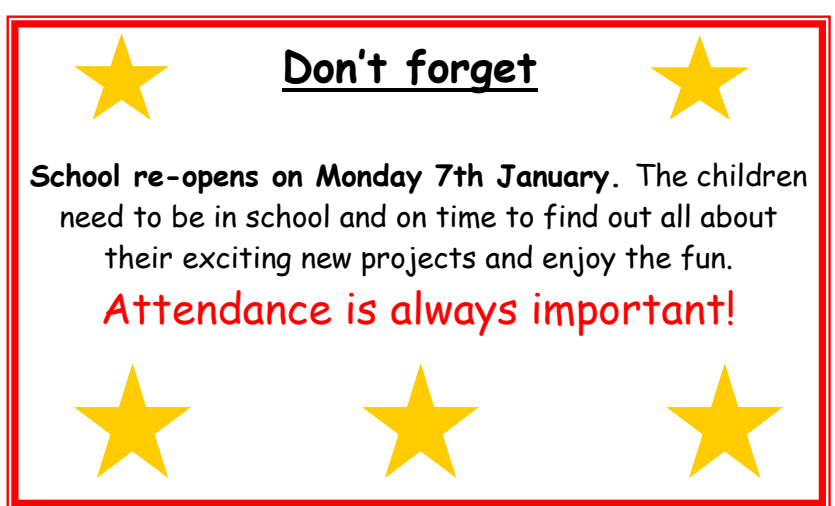 Don't forget
School re-opens on Monday 7th January. The children
need to be in school and on time to find out all about
their exciting new projects and enjoy the fun.
Attendance is always important!